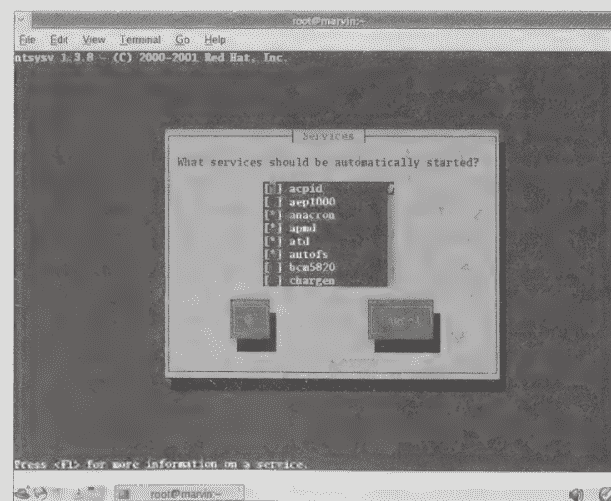 root@marvin:~
File Edit View Terminal Go Help
ntsysv 1.3.8 - (C) 2000-2001 Red Hat, Inc.
Services
What services should be automatically started?
[ ] acpid
[ ] aep1000
[*] anacron
[*] apmd
[*] atd
[*] autofs
[ ] bcm5820
[ ] chargen
Press <F1> for more information on a service.
root@marvin:~